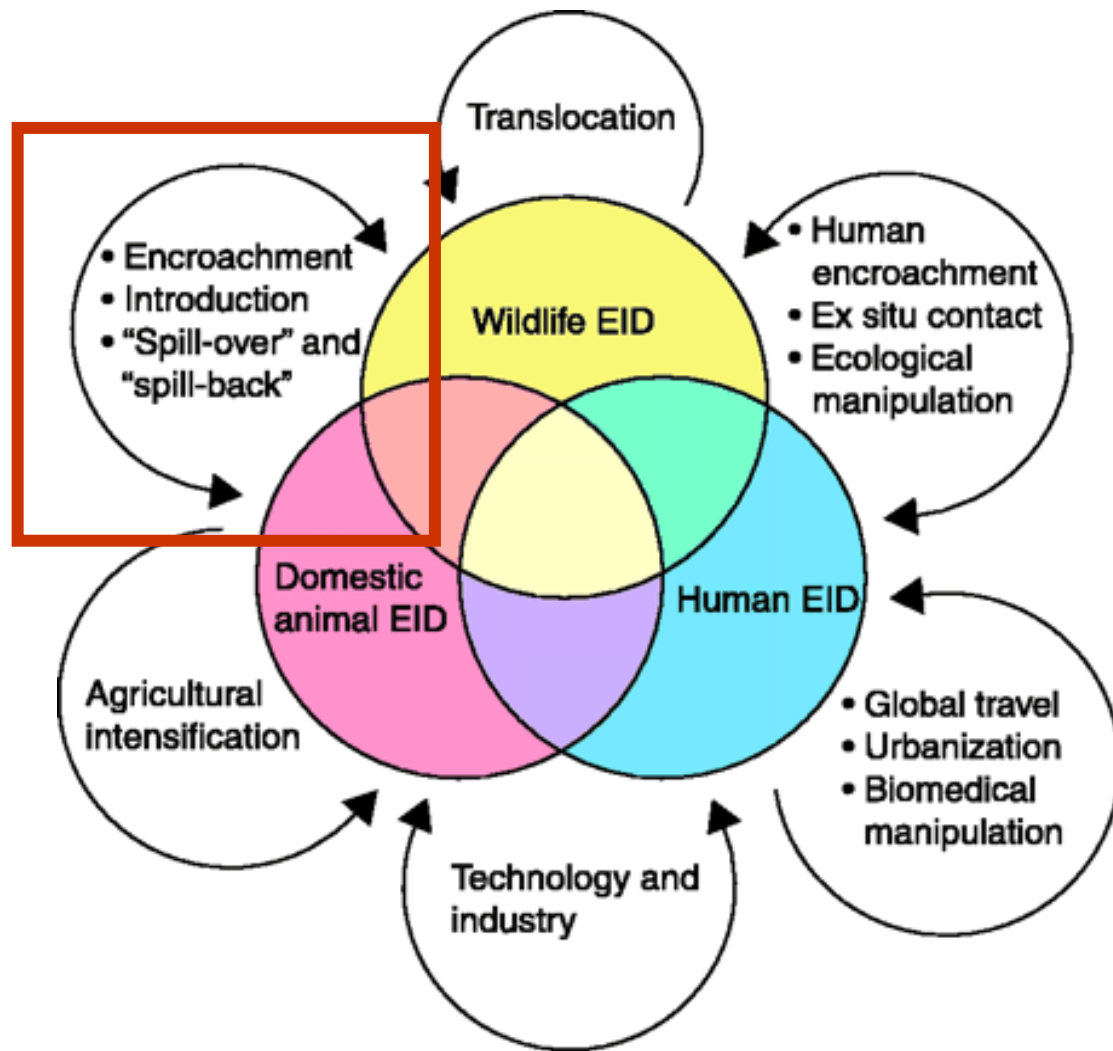 Translocation
• Encroachment
• Introduction
• “Spill-over” and
“spill-back”
• Human
encroachment
• Ex situ contact
• Ecological
manipulation
Wildlife EID
Domestic
animal EID
Human EID
Agricultural
intensification
• Global travel
• Urbanization
• Biomedical
manipulation
Technology and
industry